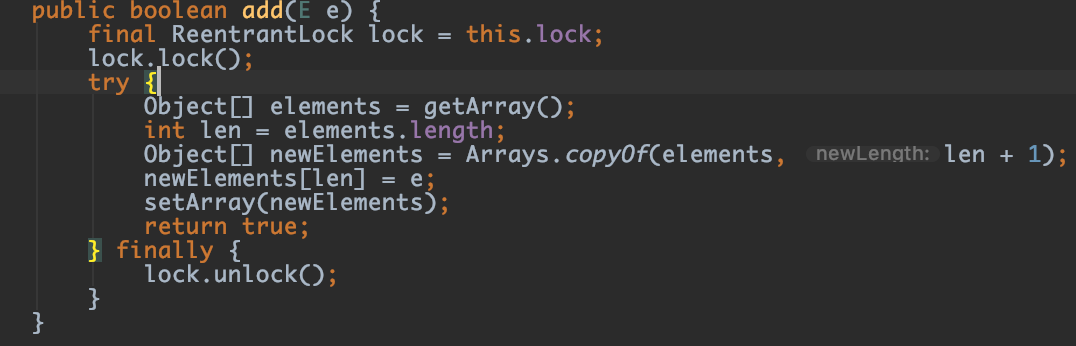 public boolean add(E e) {
final ReentrantLock lock = this.lock;
lock.lock();
try {
Object[] elements = getArray();
int len = elements.length;
Object[] newElements = Arrays.copyOf(elements, newLength: len + 1);
newElements[len] = e;
setArray(newElements);
return true;
} finally {
lock.unlock();
}
}